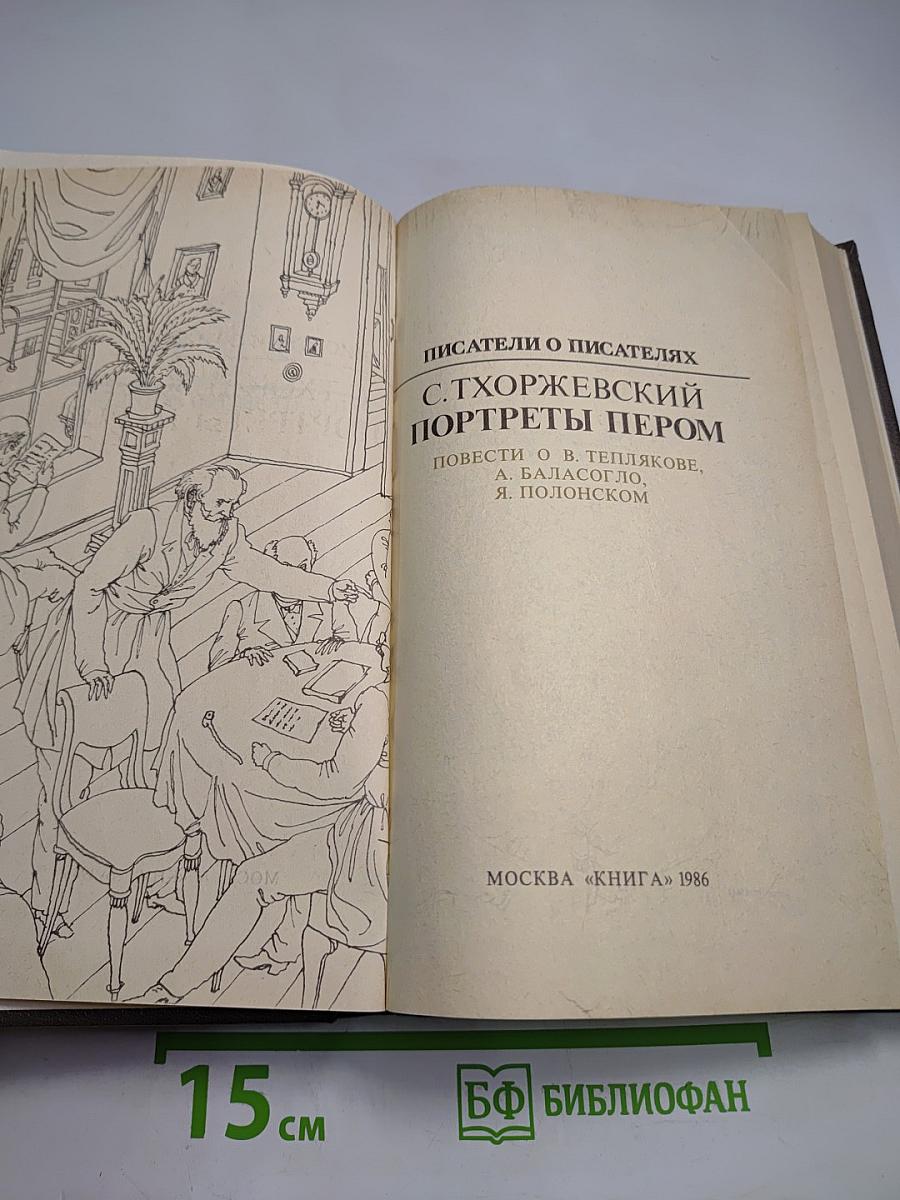 ПИСАТЕЛИ О ПИСАТЕЛЯХ
С. ТХОРЖЕВСКИЙ
ПОРТРЕТЫ ПЕРОМ
ПОВЕСТИ О В. ТЕПЛЯКОВЕ,
А. БАЛАСОГЛО,
Я. ПОЛОНСКОМ
МОСКВА «КНИГА» 1986
15 см
БФ БИБЛИОФАН